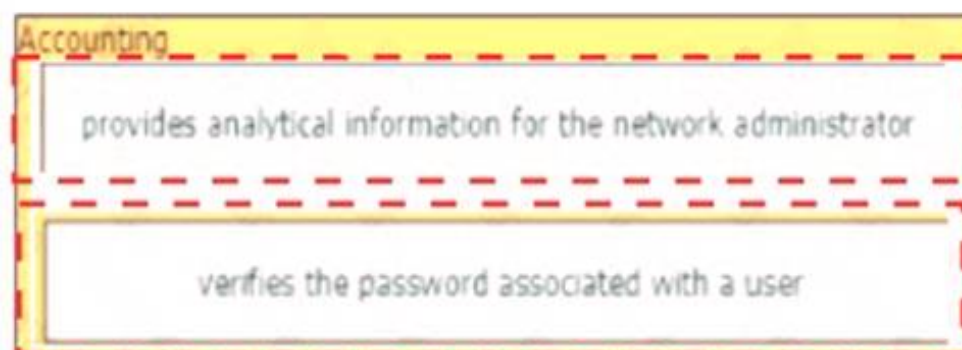 Accounting
provides analytical information for the network administrator
verifies the password associated with a user